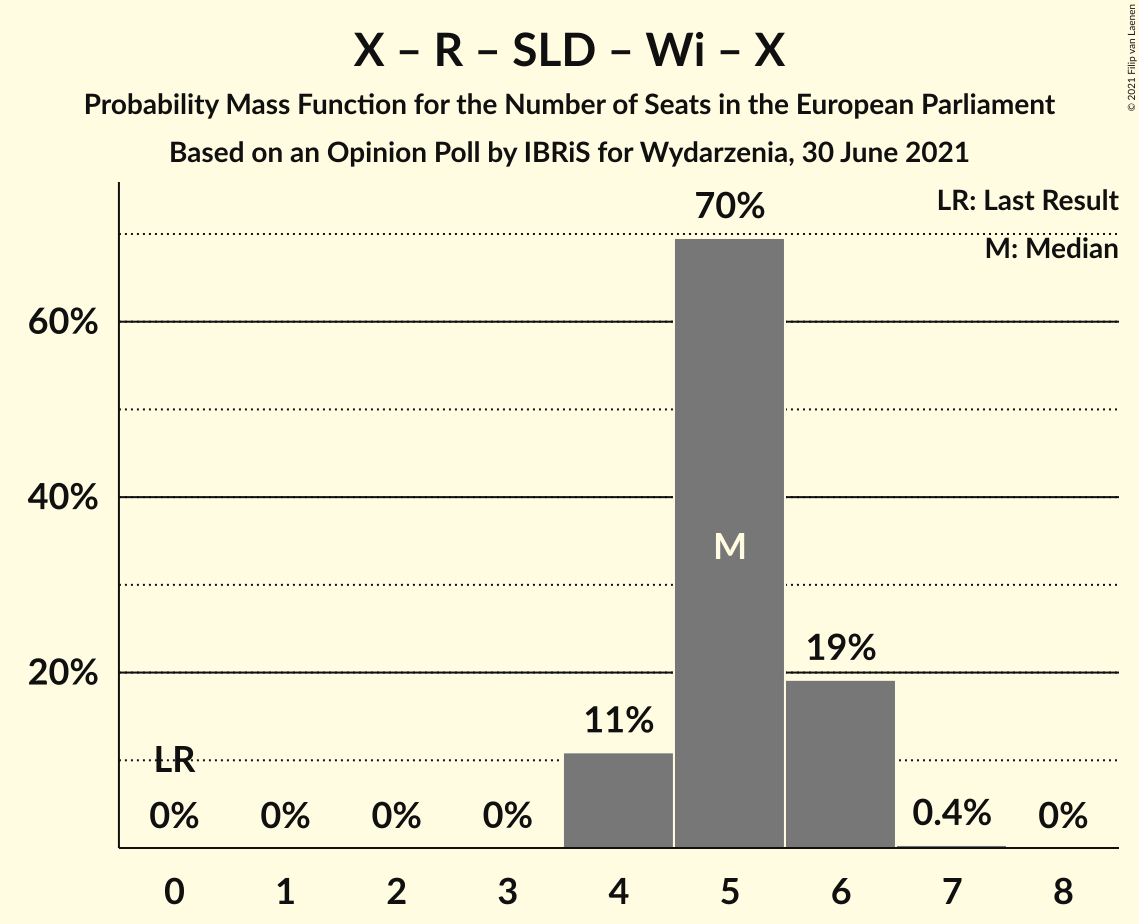 X – R – SLD – Wi – X
Probability Mass Function for the Number of Seats in the European Parliament
Based on an Opinion Poll by IBRiS for Wydarzenia, 30 June 2021
© 2021 Filip van Laenen
LR: Last Result
M: Median
70%
60%
40%
M
20%
19%
11%
LR
0%
0%
0%
0%
0.4%
0%
0
1
2
3
4
5
6
7
8